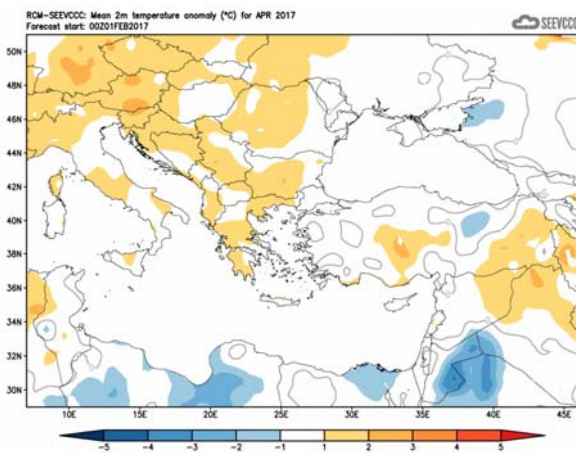 RCM-SEEVCCC: Mean 2m temperature anomaly (°C) for APR 2017
Forecast start: 00Z01FEB2017
SEEVCCC
50N
48N
46N
44N
42N
40N
38N
36N
34N
32N
30N
10E 15E 20E 25E 30E 35E 40E 45E
-5 -4 -3 -2 -1 1 2 3 4 5